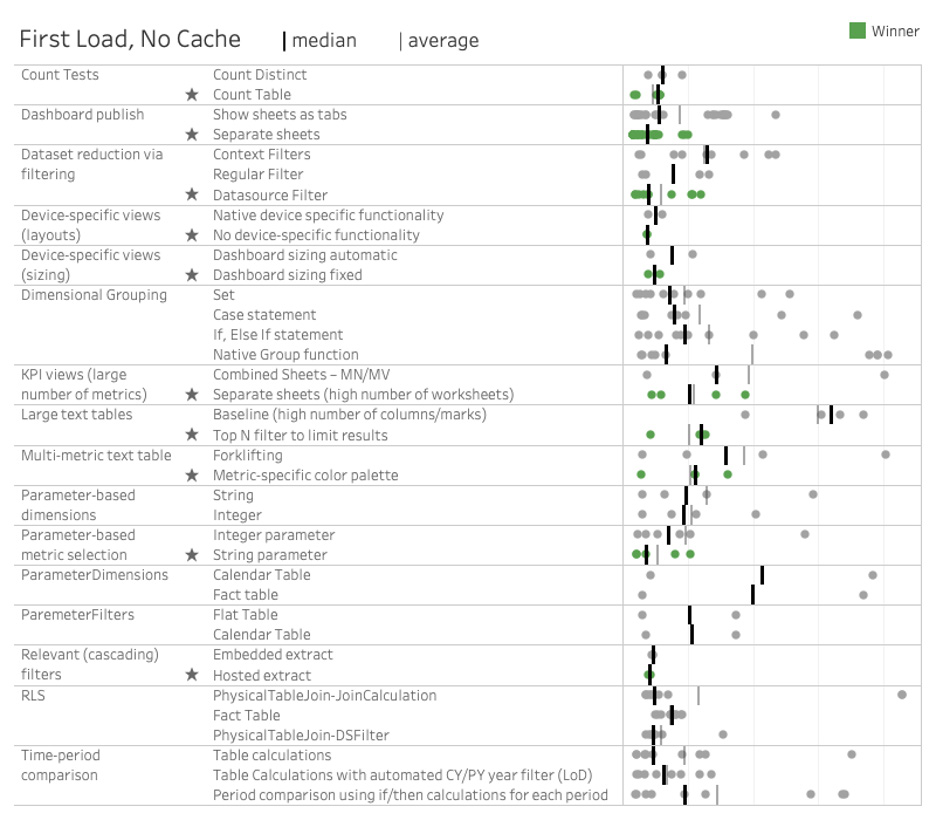 First Load, No Cache | median | average
Winner
Count Tests Count Distinct
★ Count Table
Dashboard publish Show sheets as tabs
★ Separate sheets
Dataset reduction via Context Filters
filtering Regular Filter
★ Datasource Filter
Device-specific views Native device specific functionality
(layouts) ★ No device-specific functionality
Device-specific views Dashboard sizing automatic
(sizing) ★ Dashboard sizing fixed
Dimensional Grouping Set
Case statement
If, Else If statement
Native Group function
KPI views (large Combined Sheets – MN/MV
number of metrics) ★ Separate sheets (high number of worksheets)
Large text tables Baseline (high number of columns/marks)
★ Top N filter to limit results
Multi-metric text table Forklifting
★ Metric-specific color palette
Parameter-based String
dimensions Integer
Parameter-based Integer parameter
metric selection ★ String parameter
ParameterDimensions Calendar Table
Fact table
ParemeterFilters Flat Table
Calendar Table
Relevant (cascading) Embedded extract
filters ★ Hosted extract
RLS PhysicalTableJoin-JoinCalculation
Fact Table
PhysicalTableJoin-DSFilter
Time-period Table calculations
comparison Table Calculations with automated CY/PY year filter (LoD)
Period comparison using if/then calculations for each period